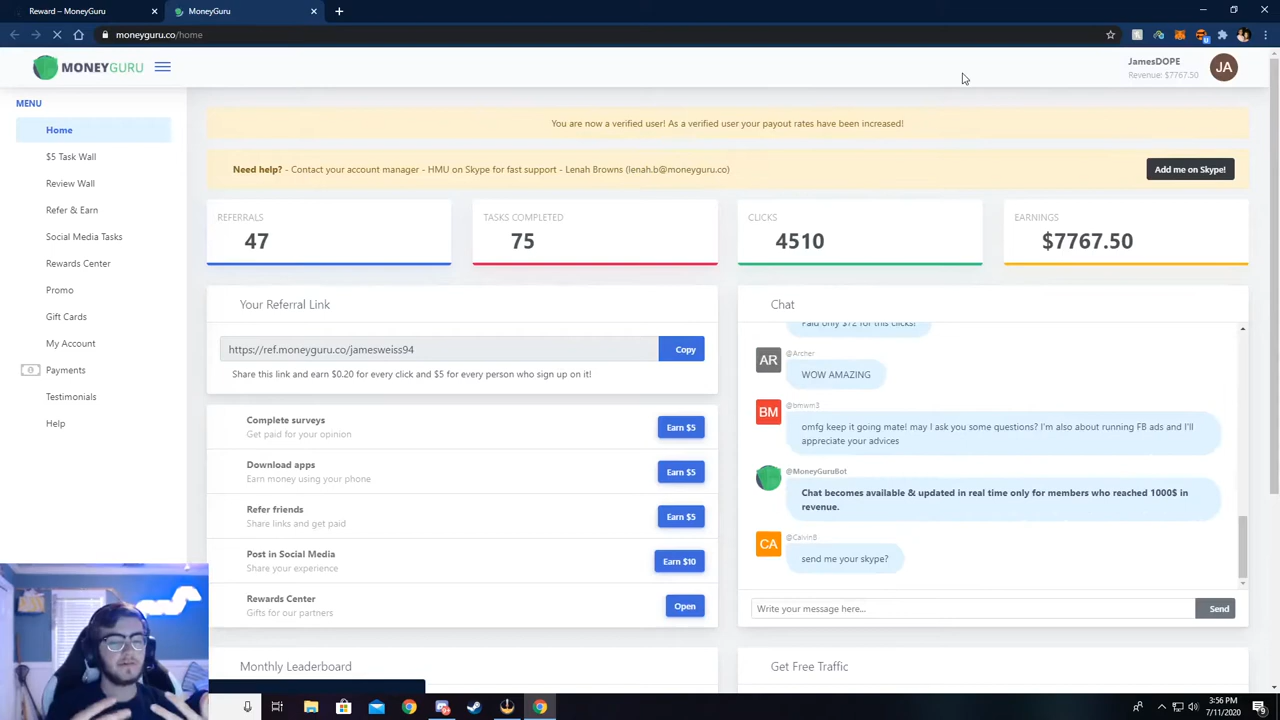 Reward – MoneyGuru
MoneyGuru
moneyguru.co/home
MONEYGURU
JamesDOPE
Revenue: $7767.50
JA
MENU
Home
$5 Task Wall
Review Wall
Refer & Earn
Social Media Tasks
Rewards Center
Promo
Gift Cards
My Account
Payments
Testimonials
Help
You are now a verified user! As a verified user your payout rates have been increased!
Need help? - Contact your account manager - HMU on Skype for fast support - Lenah Browns (lenah.b@moneyguru.co)
Add me on Skype!
REFERRALS
47
TASKS COMPLETED
75
CLICKS
4510
EARNINGS
$7767.50
Your Referral Link
https://ref.moneyguru.co/jamesweiss94
Copy
Share this link and earn $0.20 for every click and $5 for every person who sign up on it!
Complete surveys
Get paid for your opinion
Earn $5
Download apps
Earn money using your phone
Earn $5
Refer friends
Share links and get paid
Earn $5
Post in Social Media
Share your experience
Earn $10
Rewards Center
Gifts for our partners
Open
Chat
Paid only $72 for this clicks!
AR
@Archer
WOW AMAZING
BM
@bmwm3
omfg keep it going mate! may I ask you some questions? I'm also about running FB ads and I'll
appreciate your advices
@MoneyGuruBot
Chat becomes available & updated in real time only for members who reached 1000$ in
revenue.
CA
@CalvinB
send me your skype?
Write your message here...
Send
Monthly Leaderboard
Get Free Traffic
3:56 PM
7/11/2020